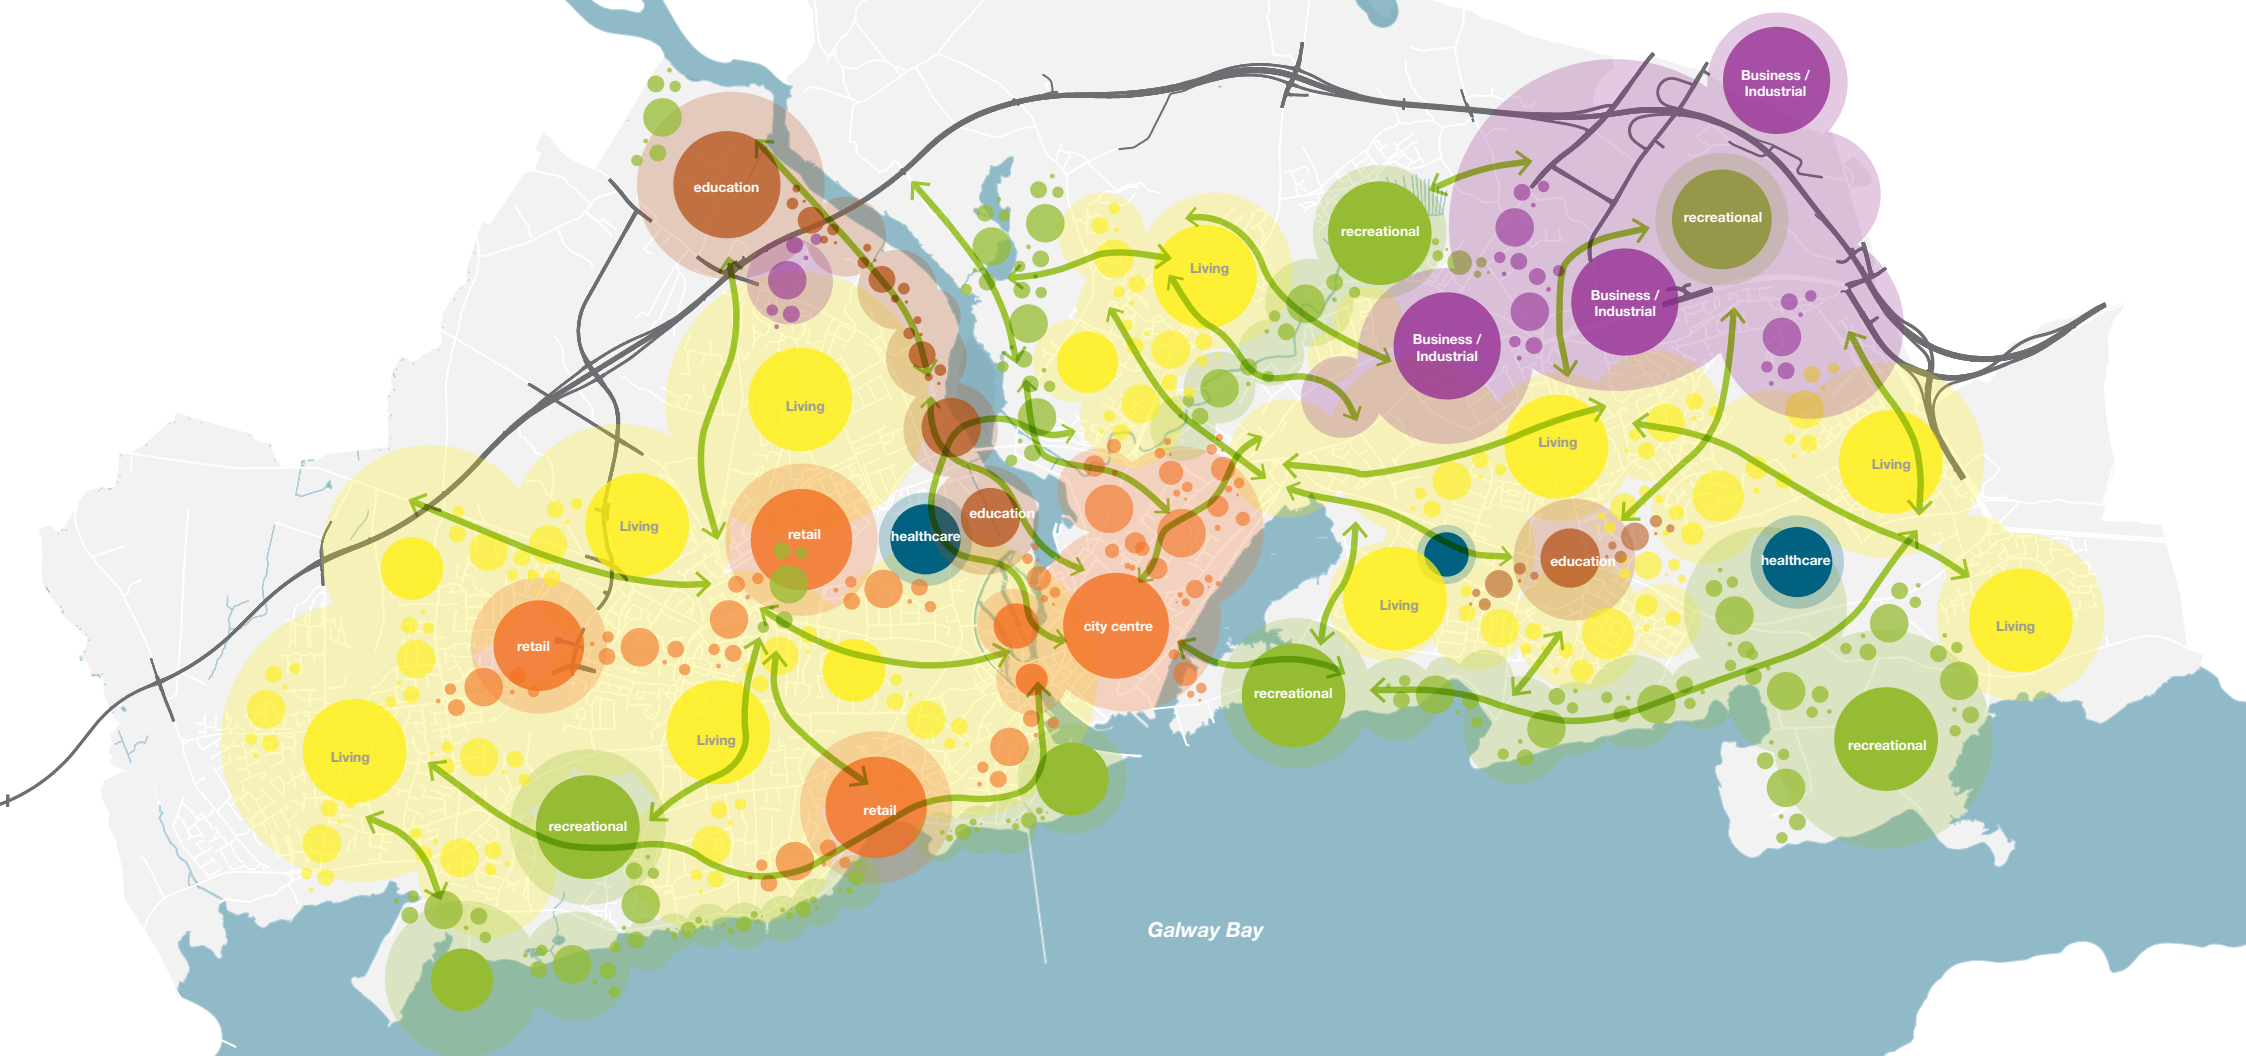 Business /
Industrial
education
recreational
recreational
Living
Business /
Industrial
Business /
Industrial
Living
Living
Living
Living
retail
education
healthcare
education
healthcare
Living
Living
city centre
Living
retail
recreational
Living
recreational
Living
retail
recreational
Galway Bay